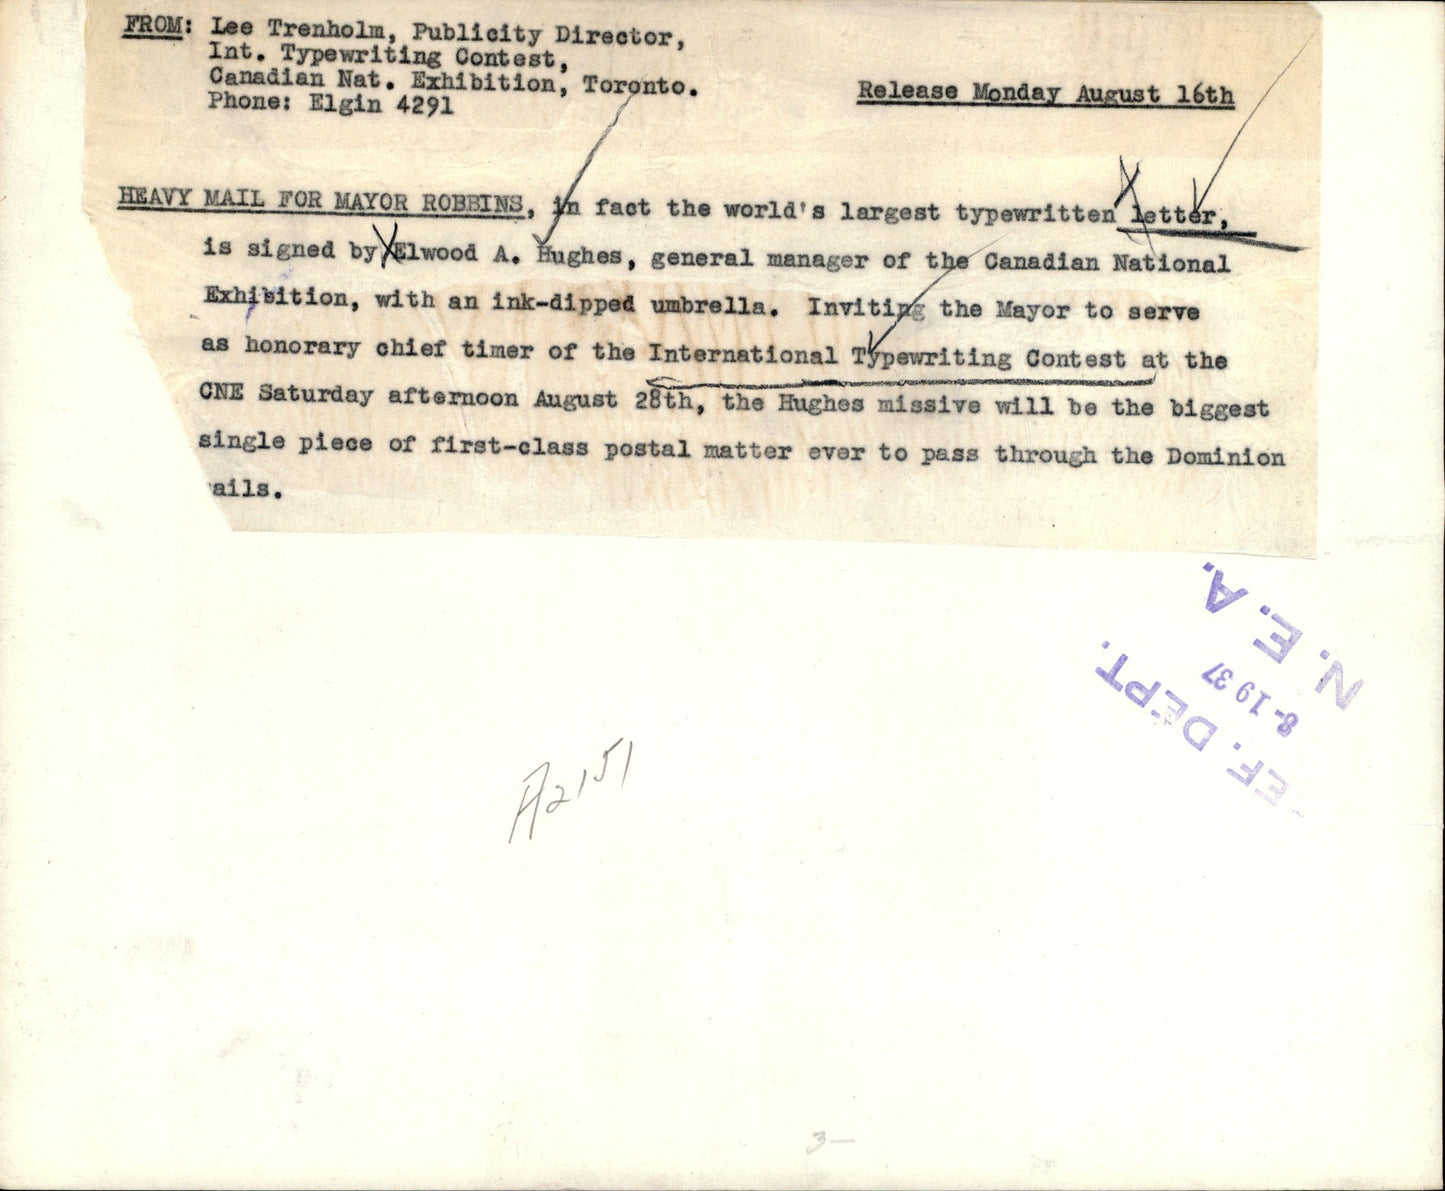 FROM: Lee Trenholm, Publicity Director,
Int. Typewriting Contest,
Canadian Nat. Exhibition, Toronto.
Phone: Elgin 4291
Release Monday August 16th
HEAVY MAIL FOR MAYOR ROBBINS, in fact the world's largest typewritten letter,
is signed by Elwood A. Hughes, general manager of the Canadian National
Exhibition, with an ink-dipped umbrella. Inviting the Mayor to serve
as honorary chief timer of the International Typewriting Contest at the
CNE Saturday afternoon August 28th, the Hughes missive will be the biggest
single piece of first-class postal matter ever to pass through the Dominion
ails.
N. E. A.
8-19 37
EF. DEPT.
A2151
3—